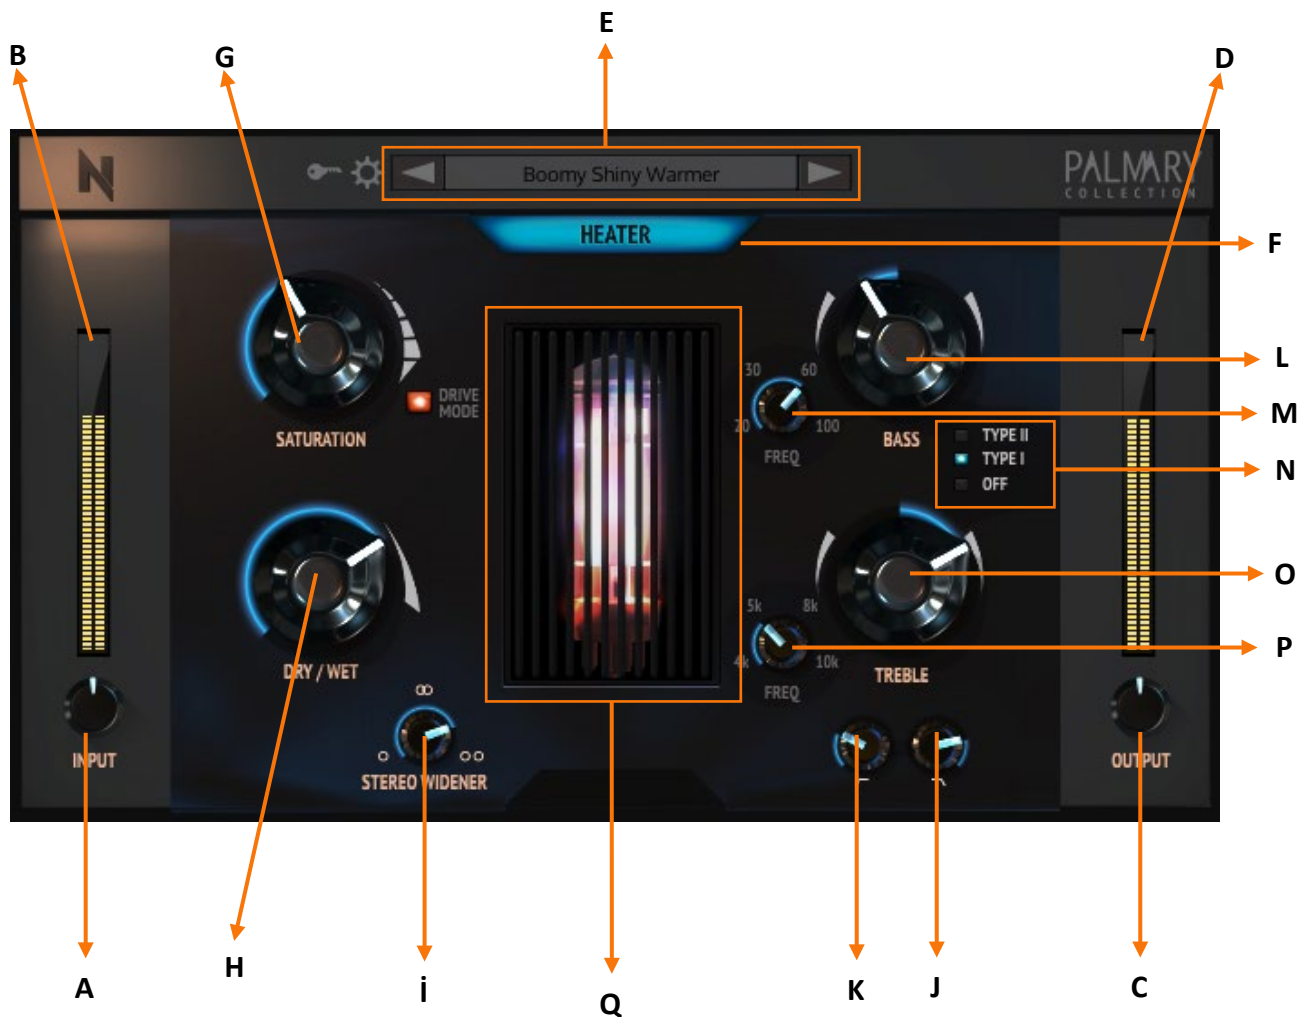 E
B
G
D
N
Boomy Shiny Warmer
PALMARY
COLLECTION
HEATER
F
L
30 60
DRIVE
MODE
20 100
M
SATURATION
BASS
FREQ
TYPE II
TYPE I
OFF
N
O
5k 8k
4k 10k
P
DRY / WET
FREQ
TREBLE
INPUT
STEREO WIDENER
OUTPUT
H
A
İ
Q
K
J
C